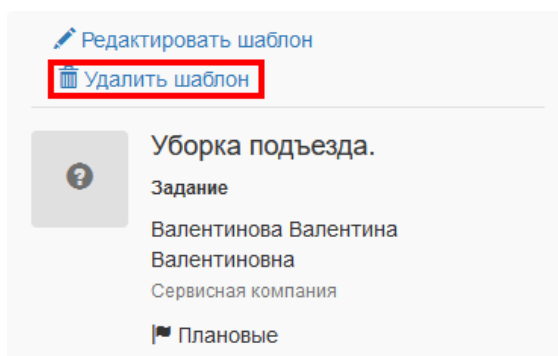 Редактировать шаблон
Удалить шаблон
Уборка подъезда.
Задание
Валентинова Валентина
Валентиновна
Сервисная компания
Плановые